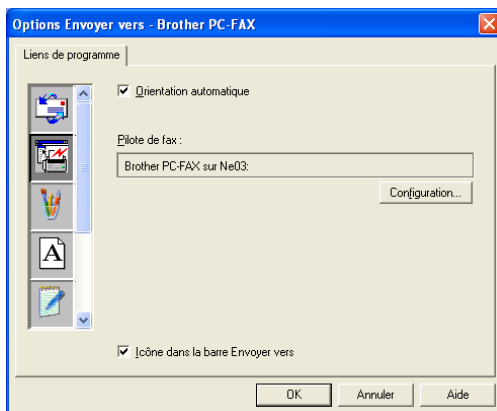 Options Envoyer vers - Brother PC-FAX
Liens de programme
Orientation automatique
Pilote de fax :
Brother PC-FAX sur Ne03:
Configuration...
A
Icône dans la barre Envoyer vers
OK Annuler Aide